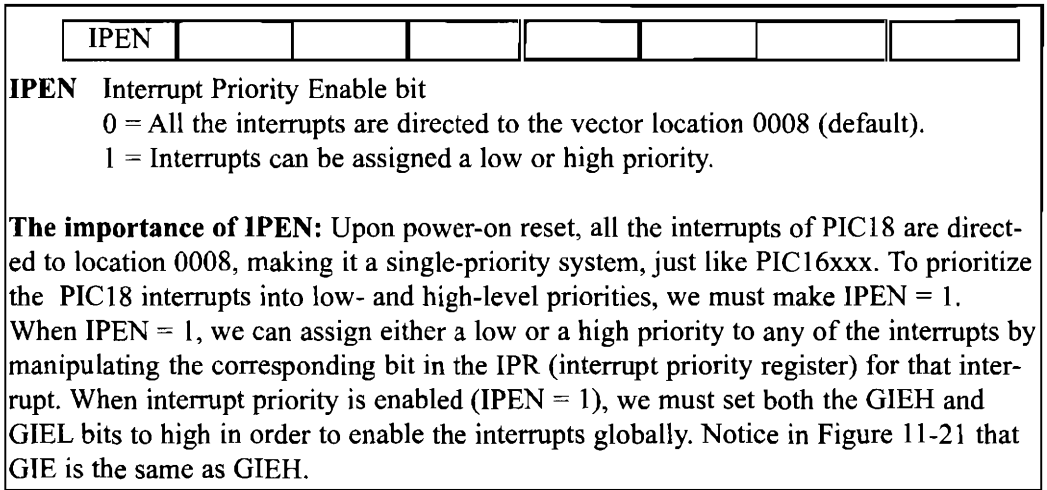 IPEN
IPEN Interrupt Priority Enable bit
0 = All the interrupts are directed to the vector location 0008 (default).
1 = Interrupts can be assigned a low or high priority.
The importance of IPEN: Upon power-on reset, all the interrupts of PIC18 are direct-
ed to location 0008, making it a single-priority system, just like PIC16xxx. To prioritize
the PIC18 interrupts into low- and high-level priorities, we must make IPEN = 1.
When IPEN = 1, we can assign either a low or a high priority to any of the interrupts by
manipulating the corresponding bit in the IPR (interrupt priority register) for that inter-
rupt. When interrupt priority is enabled (IPEN = 1), we must set both the GIEH and
GIEL bits to high in order to enable the interrupts globally. Notice in Figure 11-21 that
GIE is the same as GIEH.